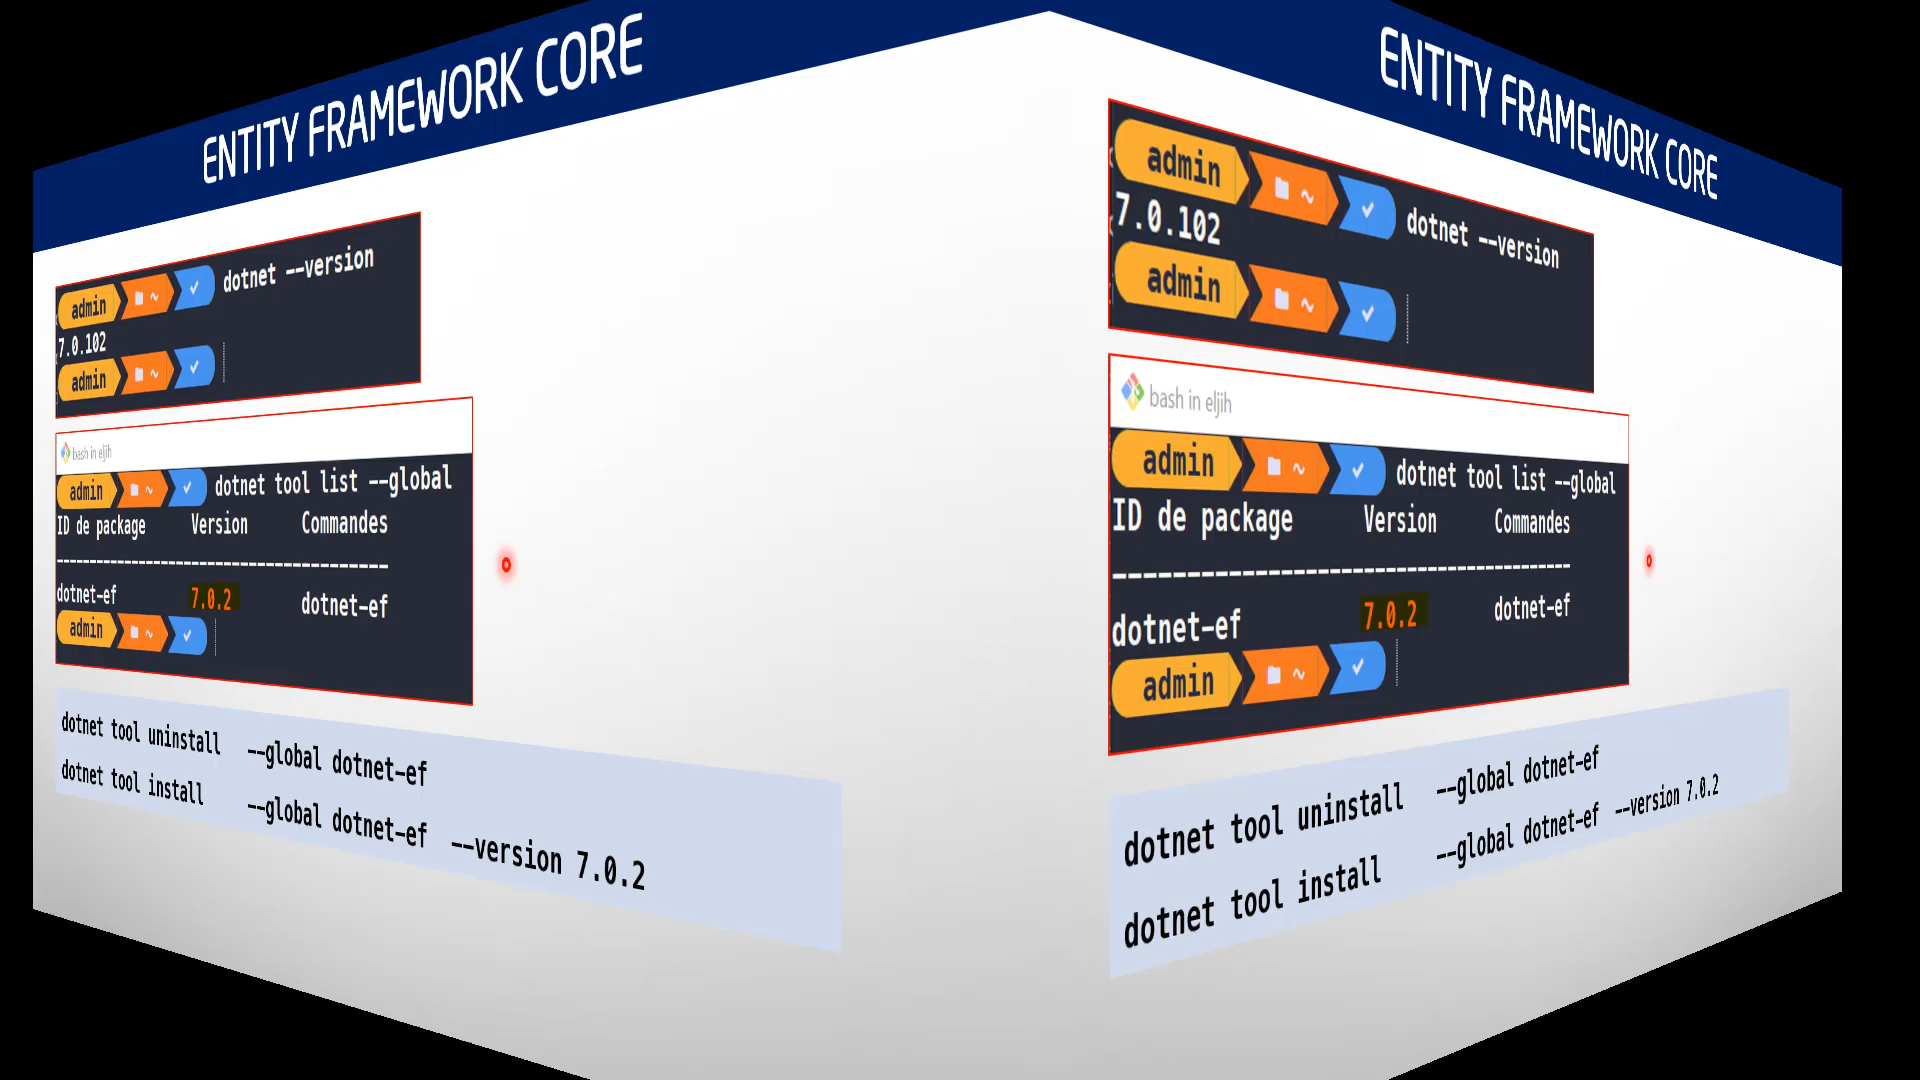 ENTITY FRAMEWORK CORE
admin ~ dotnet --version
7.0.102
admin ~
bash in eljih
admin ~ dotnet tool list --global
ID de package Version Commandes
--------------------------------------
dotnet-ef 7.0.2 dotnet-ef
admin ~
dotnet tool uninstall --global dotnet-ef
dotnet tool install --global dotnet-ef --version 7.0.2
ENTITY FRAMEWORK CORE
admin ~ dotnet --version
7.0.102
admin ~
bash in eljih
admin ~ dotnet tool list --global
ID de package Version Commandes
--------------------------------------
dotnet-ef 7.0.2 dotnet-ef
admin ~
dotnet tool uninstall --global dotnet-ef
dotnet tool install --global dotnet-ef --version 7.0.2